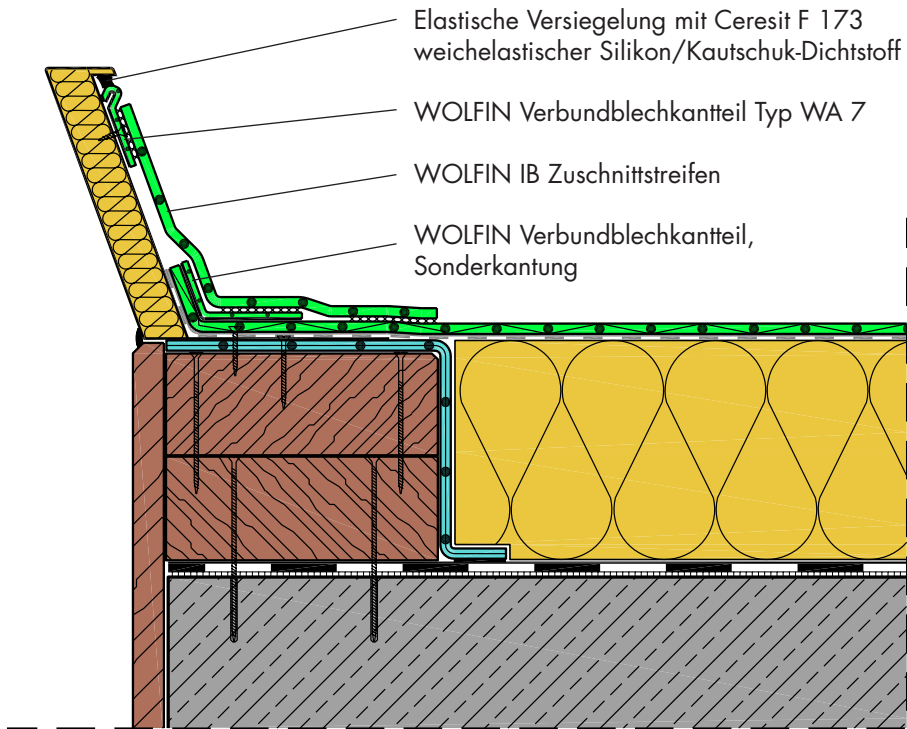 Elastische Versiegelung mit Ceresit F 173
weichelastischer Silikon/Kautschuk-Dichtstoff
WOLFIN Verbundblechkantteil Typ WA 7
WOLFIN IB Zuschnittstreifen
WOLFIN Verbundblechkantteil,
Sonderkantung